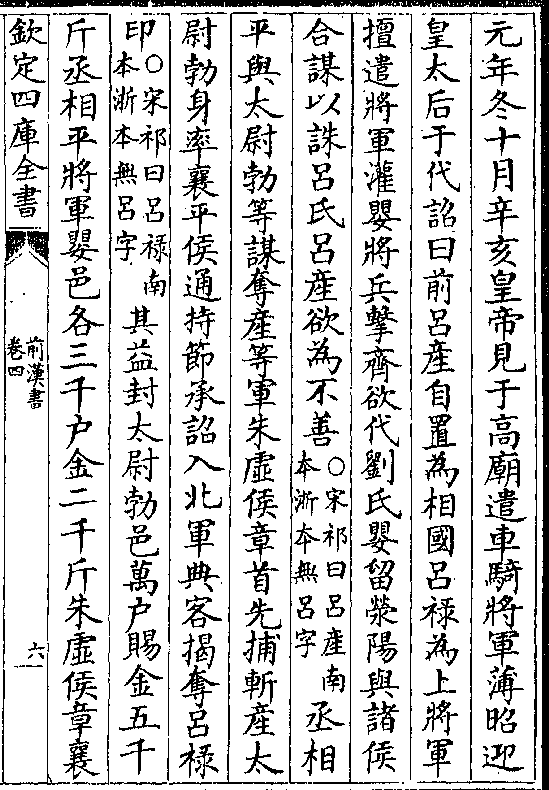 元年冬十月辛亥皇帝見于高廟遣車騎將軍薄昭迎
皇太后于代詔曰前呂產自置為相國呂祿為上將軍
擅遣將軍灌嬰將兵擊齊欲代劉氏嬰留滎陽與諸侯
合謀以誅呂氏呂產欲為不善○宋祁曰呂產南本浙本無呂字丞相
平與太尉勃等謀奪產等軍朱虛侯章首先捕斬產太
尉勃身率襄平侯通持節承詔入北軍典客揭奪呂祿
印○宋祁曰呂祿南本浙本無呂字其益封太尉勃邑萬户賜金五千
斤丞相平將軍嬰邑各三千户金二千斤朱虛侯章襄
欽定四庫全書
前漢書
卷四
六